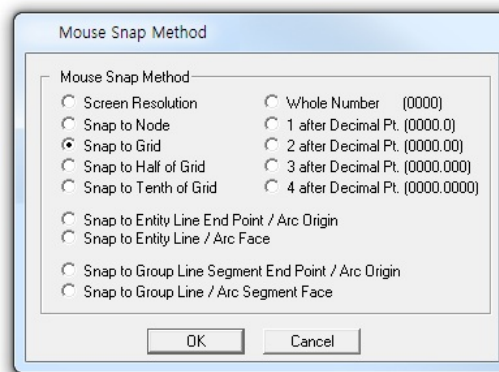 Mouse Snap Method
Mouse Snap Method
Screen Resolution Whole Number (0000)
Snap to Node 1 after Decimal Pt. (0000.0)
Snap to Grid 2 after Decimal Pt. (0000.00)
Snap to Half of Grid 3 after Decimal Pt. (0000.000)
Snap to Tenth of Grid 4 after Decimal Pt. (0000.0000)
Snap to Entity Line End Point / Arc Origin
Snap to Entity Line / Arc Face
Snap to Group Line Segment End Point / Arc Origin
Snap to Group Line / Arc Segment Face
OK Cancel